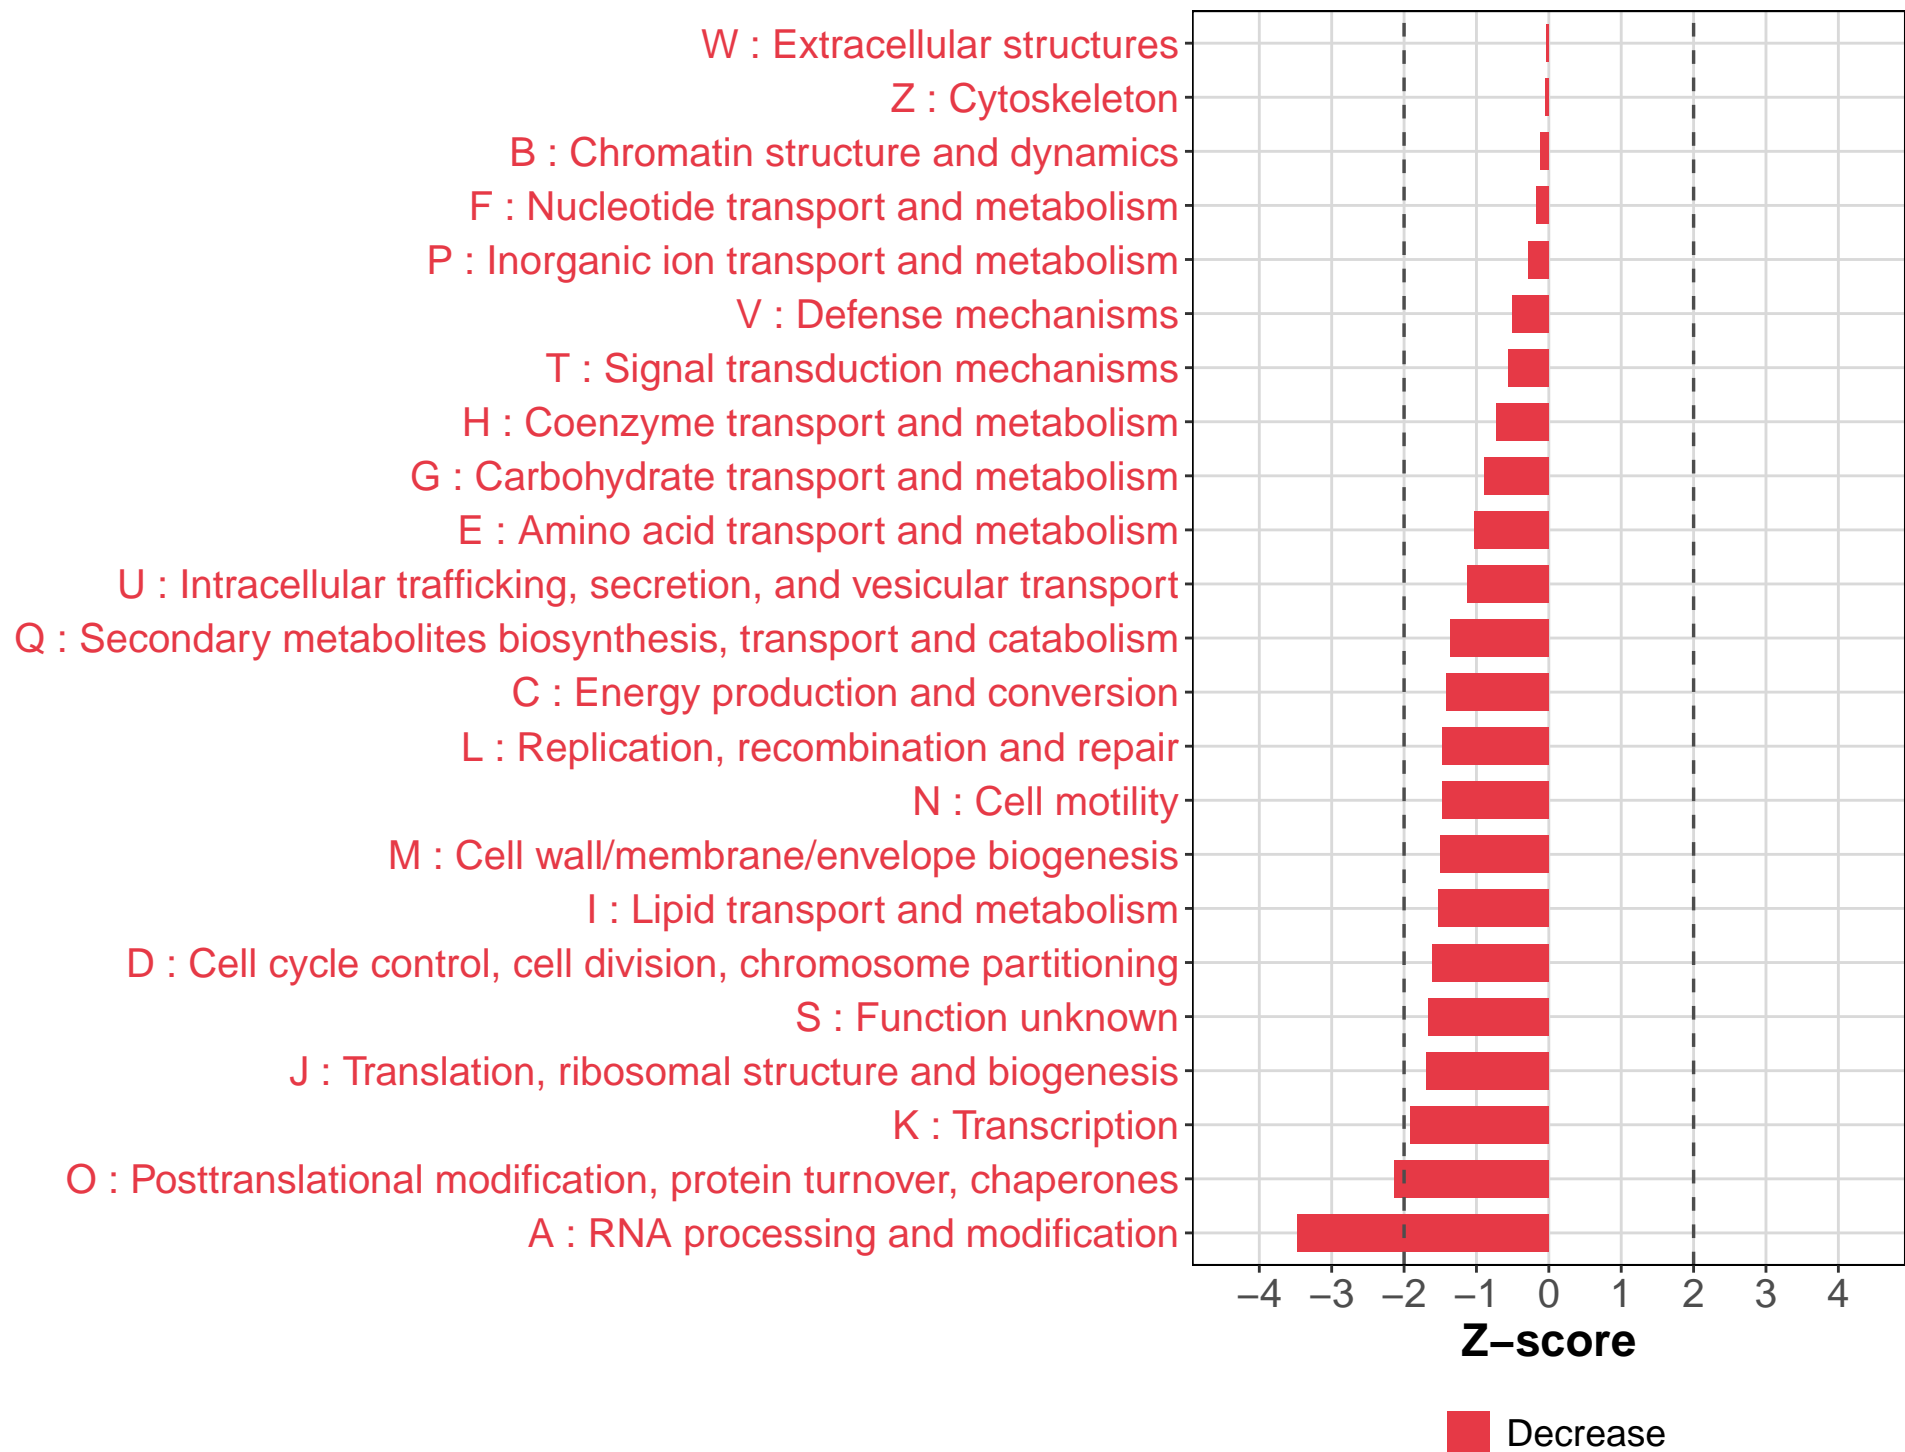 W : Extracellular structures
Z : Cytoskeleton
B : Chromatin structure and dynamics
F : Nucleotide transport and metabolism
P : Inorganic ion transport and metabolism
V : Defense mechanisms
T : Signal transduction mechanisms
H : Coenzyme transport and metabolism
G : Carbohydrate transport and metabolism
E : Amino acid transport and metabolism
U : Intracellular trafficking, secretion, and vesicular transport
Q : Secondary metabolites biosynthesis, transport and catabolism
C : Energy production and conversion
L : Replication, recombination and repair
N : Cell motility
M : Cell wall/membrane/envelope biogenesis
I : Lipid transport and metabolism
D : Cell cycle control, cell division, chromosome partitioning
S : Function unknown
J : Translation, ribosomal structure and biogenesis
K : Transcription
O : Posttranslational modification, protein turnover, chaperones
A : RNA processing and modification
−4 −3 −2 −1 0 1 2 3 4
Z−score
Decrease